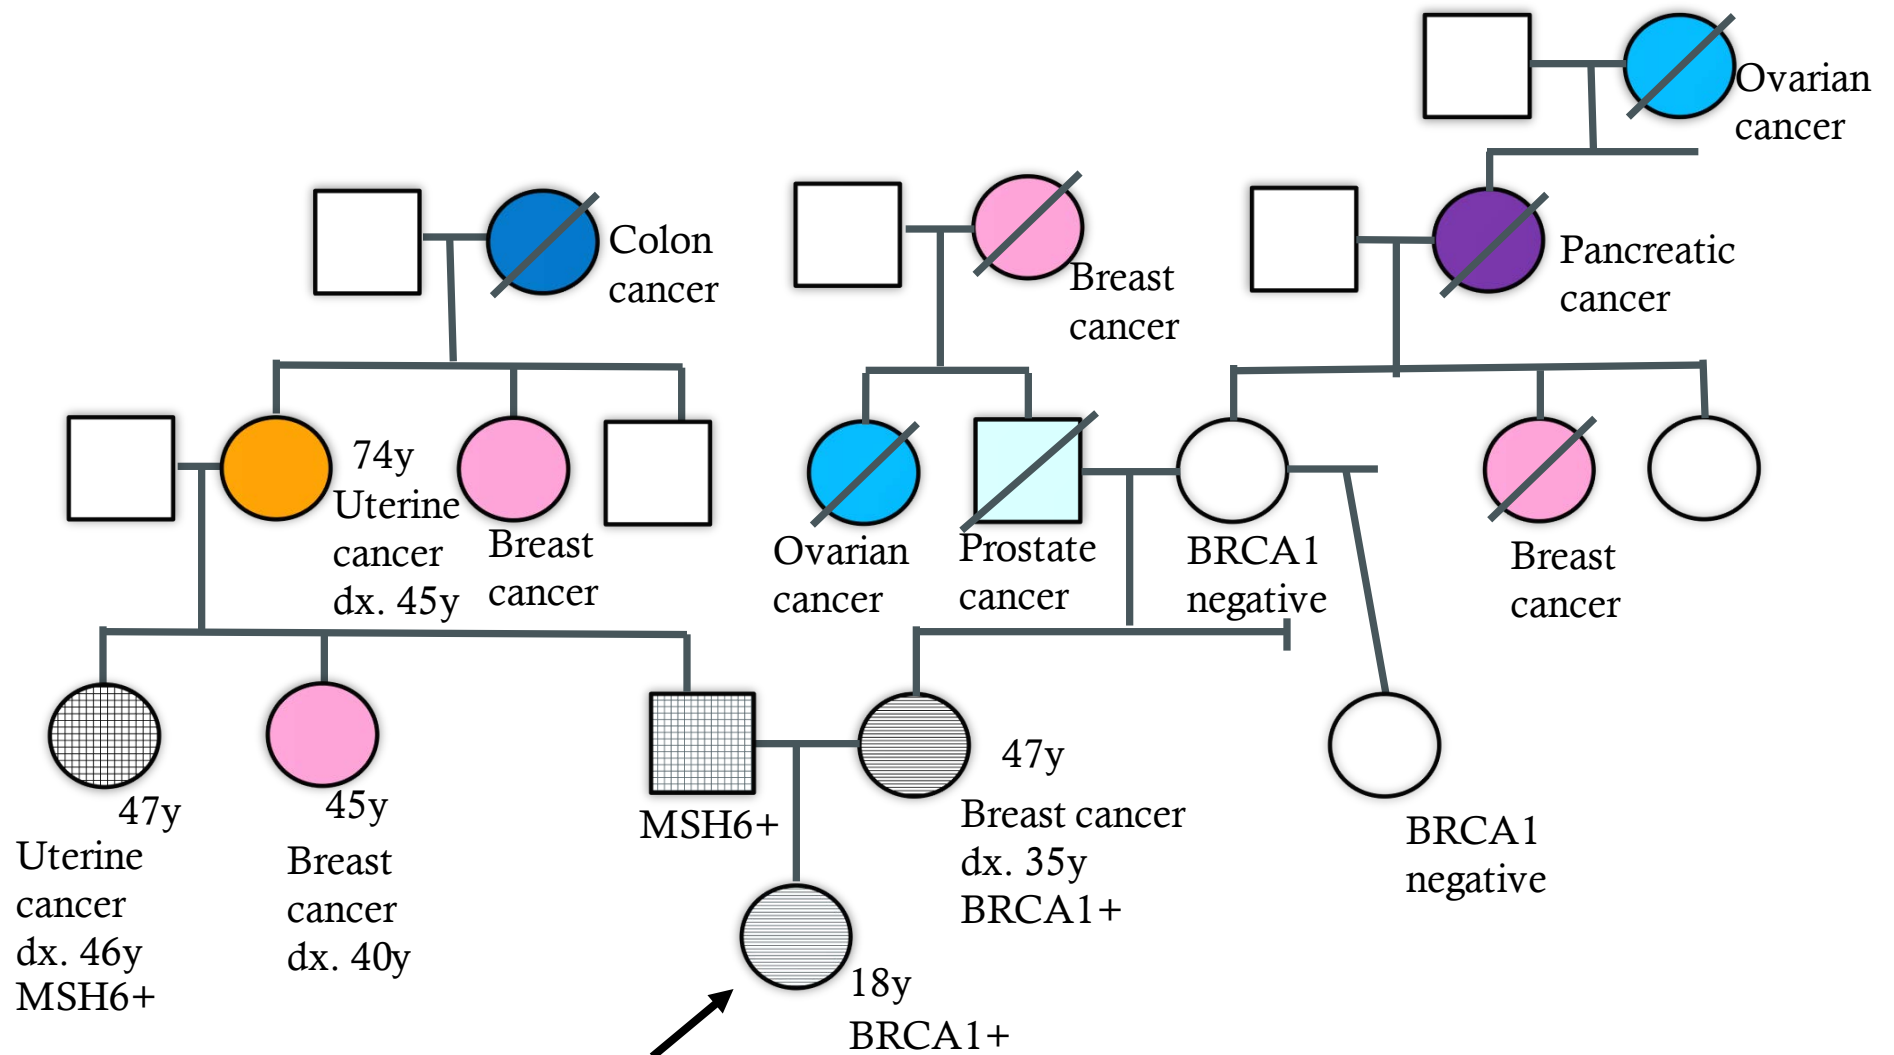 Ovarian
cancer
Colon
cancer
Breast
cancer
Pancreatic
cancer
74y
Uterine
cancer
dx. 45y
Breast
cancer
Ovarian
cancer
Prostate
cancer
BRCA1
negative
Breast
cancer
47y
Uterine
cancer
dx. 46y
MSH6+
45y
Breast
cancer
dx. 40y
MSH6+
47y
Breast cancer
dx. 35y
BRCA1+
BRCA1
negative
18y
BRCA1+